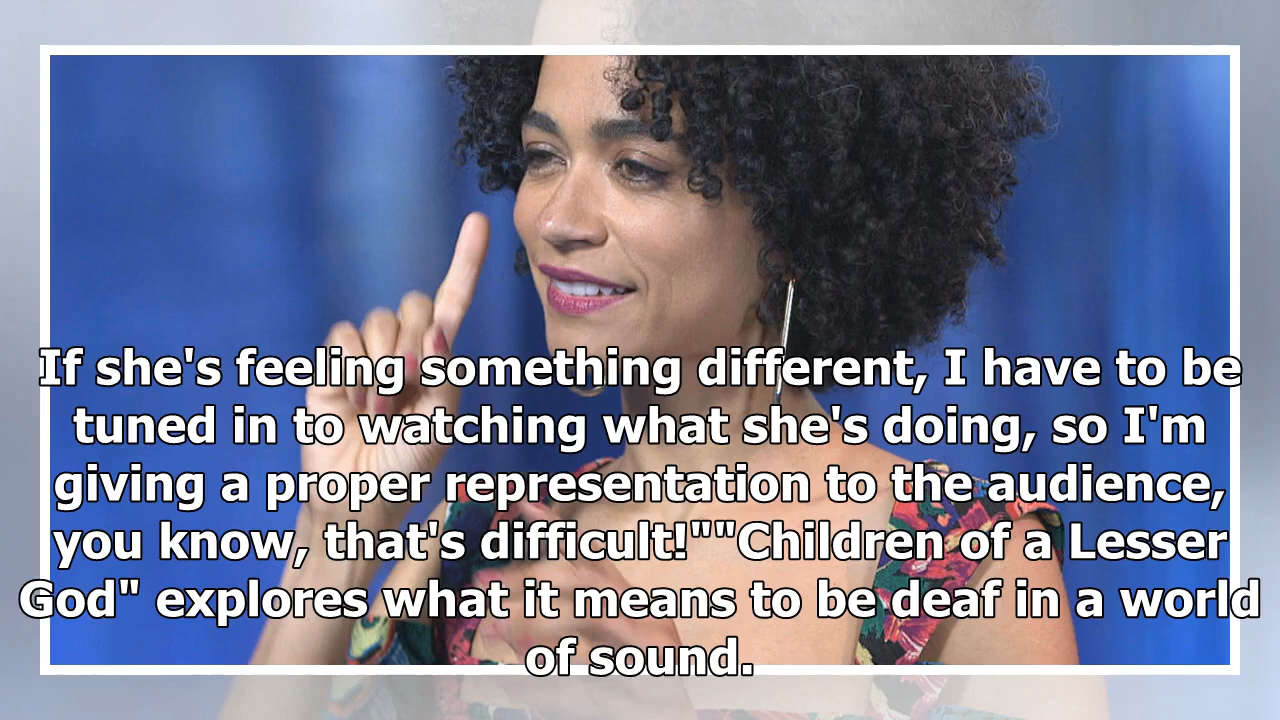 If she's feeling something different, I have to be
tuned in to watching what she's doing, so I'm
giving a proper representation to the audience,
you know, that's difficult!""Children of a Lesser
God" explores what it means to be deaf in a world
of sound.